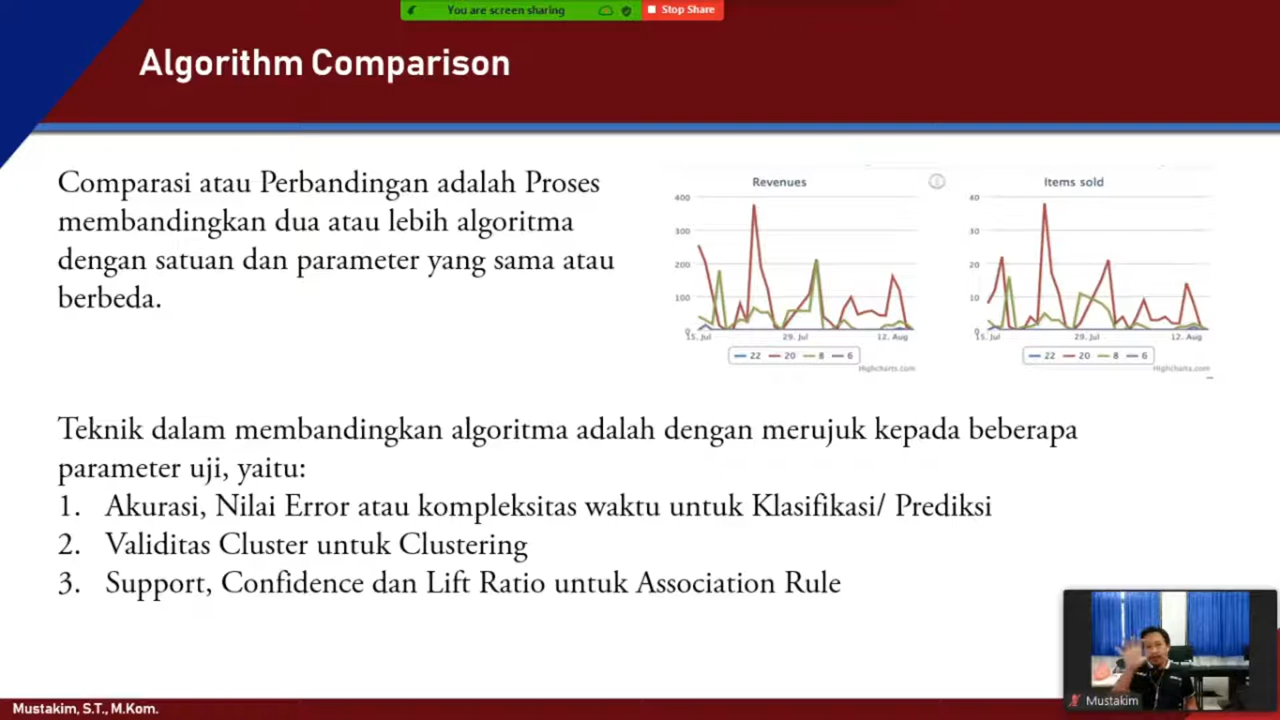 You are screen sharing
Stop Share
Algorithm Comparison
Comparasi atau Perbandingan adalah Proses
membandingkan dua atau lebih algoritma
dengan satuan dan parameter yang sama atau
berbeda.
Revenues
400
300
200
100
0
15. Jul
29. Jul
12. Aug
22 20 8 6
Highcharts.com
Items sold
40
30
20
10
0
15. Jul
29. Jul
12. Aug
22 20 8 6
Highcharts.com
Teknik dalam membandingkan algoritma adalah dengan merujuk kepada beberapa
parameter uji, yaitu:
1. Akurasi, Nilai Error atau kompleksitas waktu untuk Klasifikasi/ Prediksi
2. Validitas Cluster untuk Clustering
3. Support, Confidence dan Lift Ratio untuk Association Rule
Mustakim
Mustakim, S.T., M.Kom.